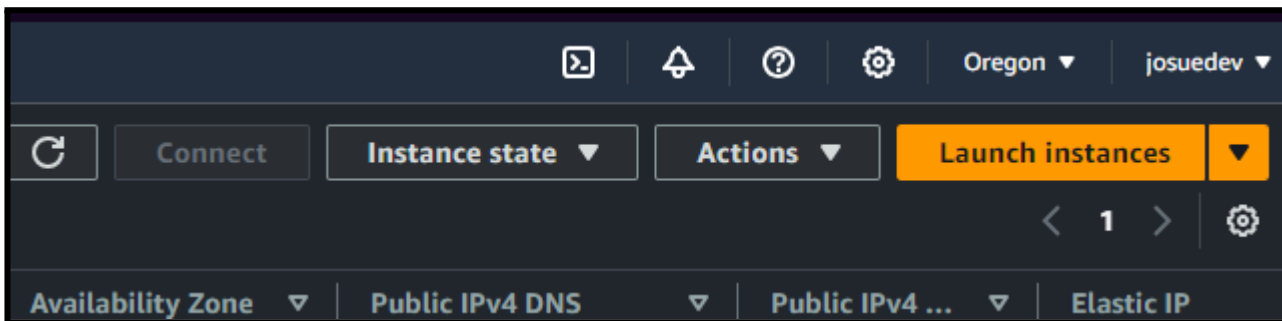 Oregon josuedev
Connect Instance state Actions Launch instances
1
Availability Zone Public IPv4 DNS Public IPv4 ... Elastic IP